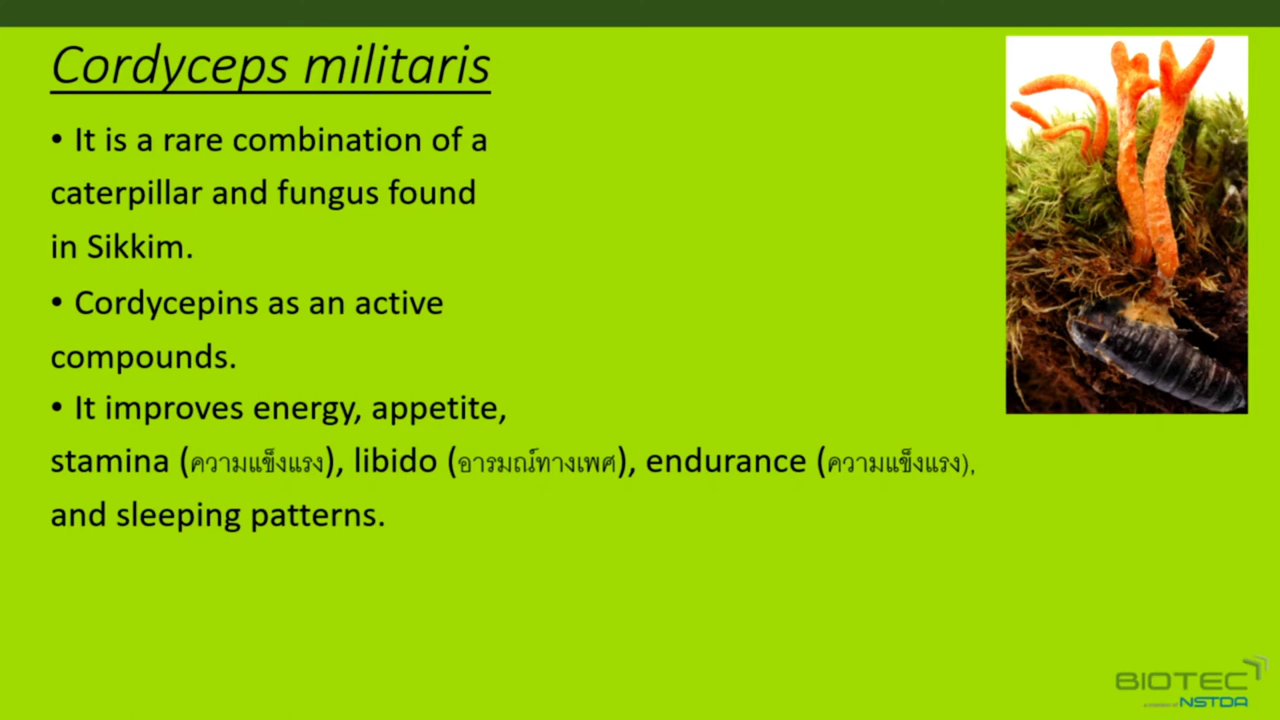 Cordyceps militaris
• It is a rare combination of a
caterpillar and fungus found
in Sikkim.
• Cordycepins as an active
compounds.
• It improves energy, appetite,
stamina (ความแข็งแรง), libido (อารมณ์ทางเพศ), endurance (ความแข็งแรง),
and sleeping patterns.
BIOTEC
a member of NSTDA